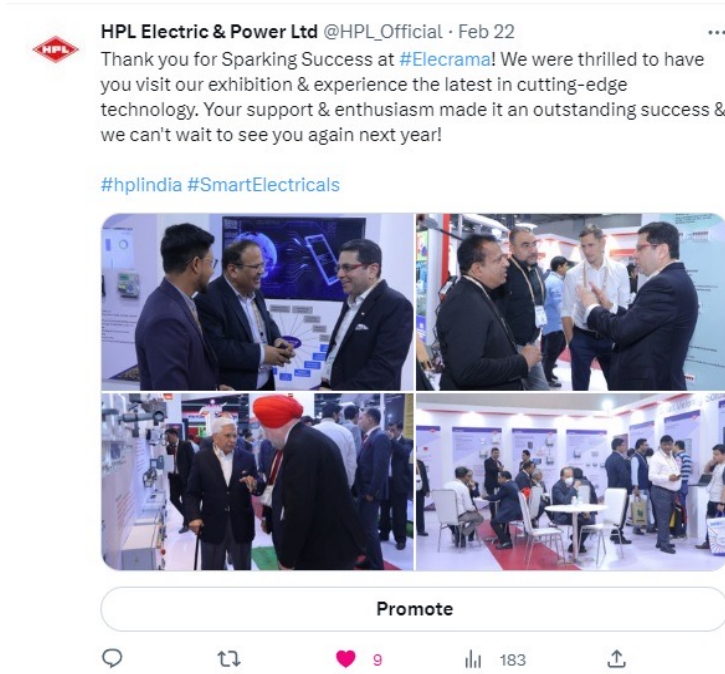 HPL
HPL Electric & Power Ltd @HPL_Official · Feb 22
Thank you for Sparking Success at #Elecrama! We were thrilled to have
you visit our exhibition & experience the latest in cutting-edge
technology. Your support & enthusiasm made it an outstanding success &
we can't wait to see you again next year!
#hplindia #SmartElectricals
Promote
9
183